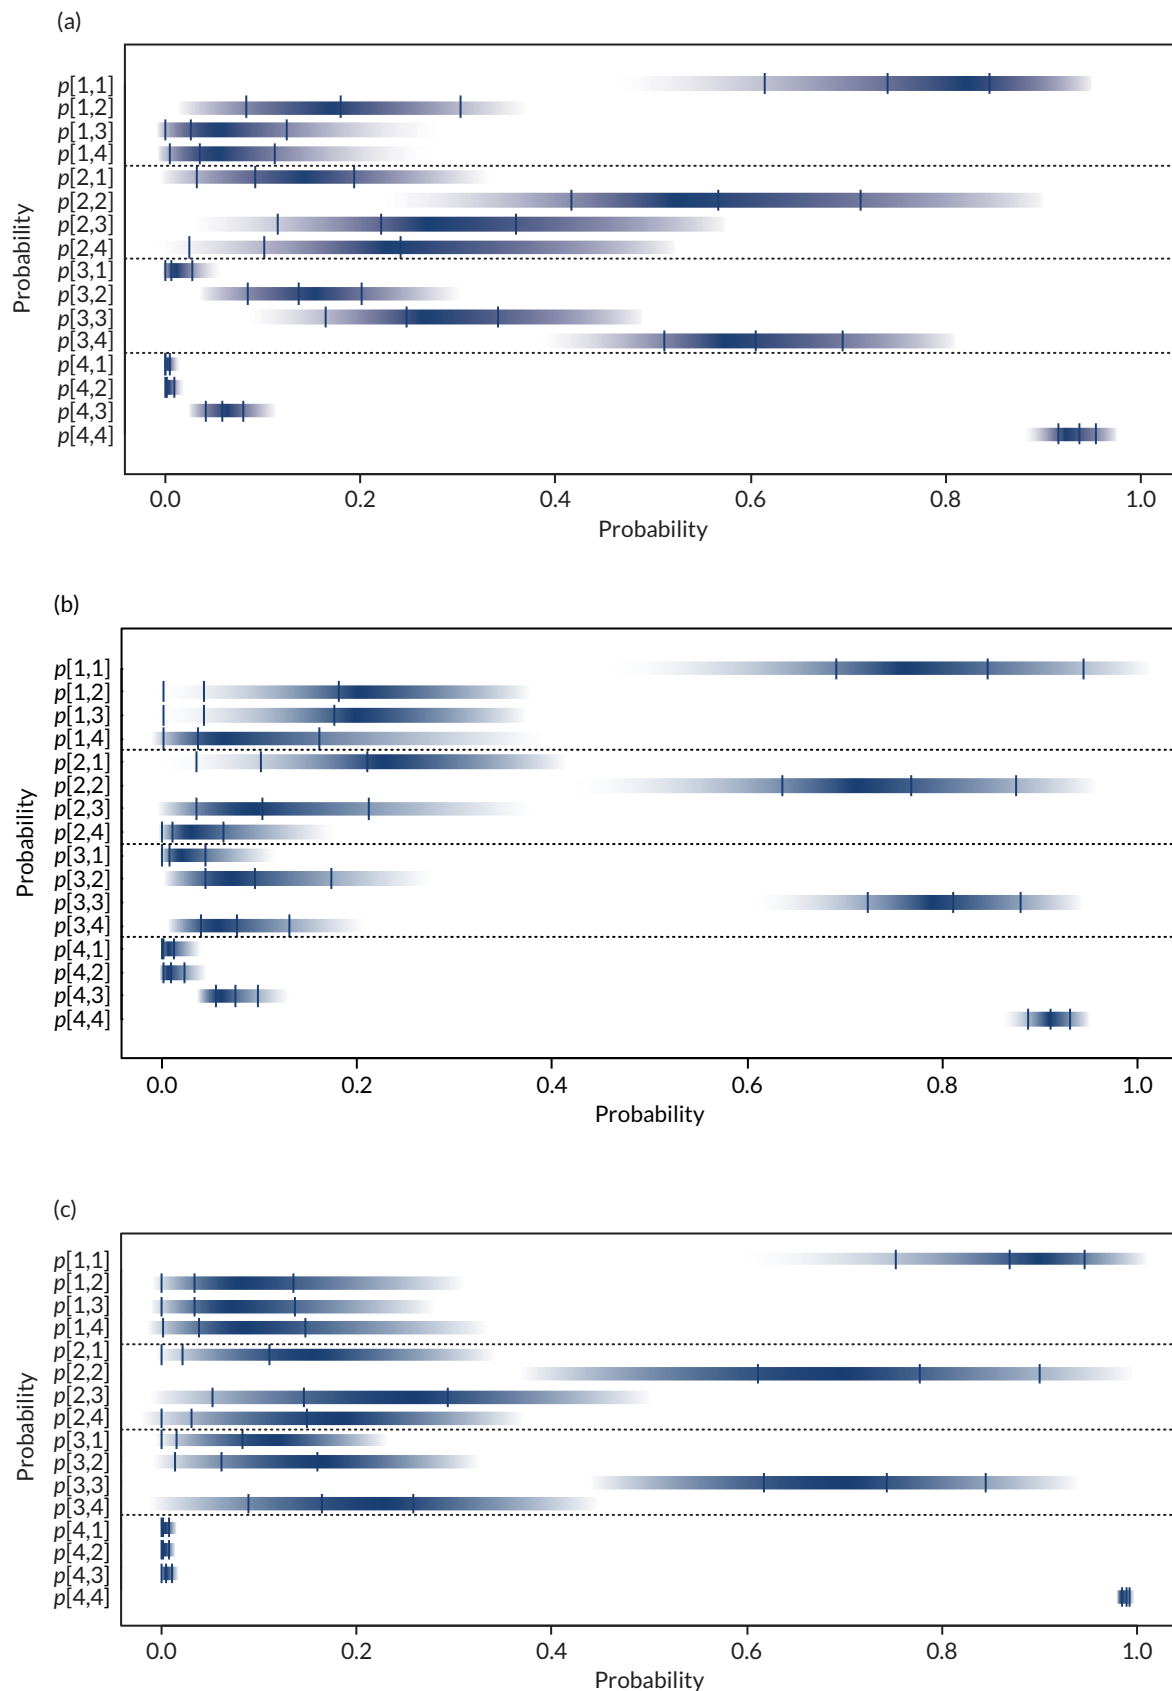 (a)
Probability
p[1,1]
p[1,2]
p[1,3]
p[1,4]
p[2,1]
p[2,2]
p[2,3]
p[2,4]
p[3,1]
p[3,2]
p[3,3]
p[3,4]
p[4,1]
p[4,2]
p[4,3]
p[4,4]
0.0 0.2 0.4 0.6 0.8 1.0
Probability
(b)
Probability
p[1,1]
p[1,2]
p[1,3]
p[1,4]
p[2,1]
p[2,2]
p[2,3]
p[2,4]
p[3,1]
p[3,2]
p[3,3]
p[3,4]
p[4,1]
p[4,2]
p[4,3]
p[4,4]
0.0 0.2 0.4 0.6 0.8 1.0
Probability
(c)
Probability
p[1,1]
p[1,2]
p[1,3]
p[1,4]
p[2,1]
p[2,2]
p[2,3]
p[2,4]
p[3,1]
p[3,2]
p[3,3]
p[3,4]
p[4,1]
p[4,2]
p[4,3]
p[4,4]
0.0 0.2 0.4 0.6 0.8 1.0
Probability